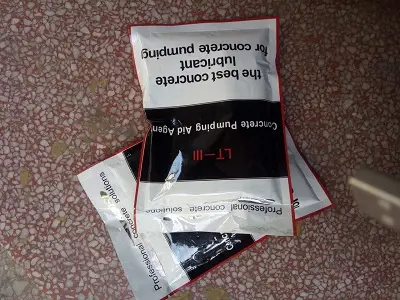 Professional concrete solutions
LT—III
Concrete Pumping Aid Agent
the best concrete
lubricant
for concrete pumping
Professional concrete solutions